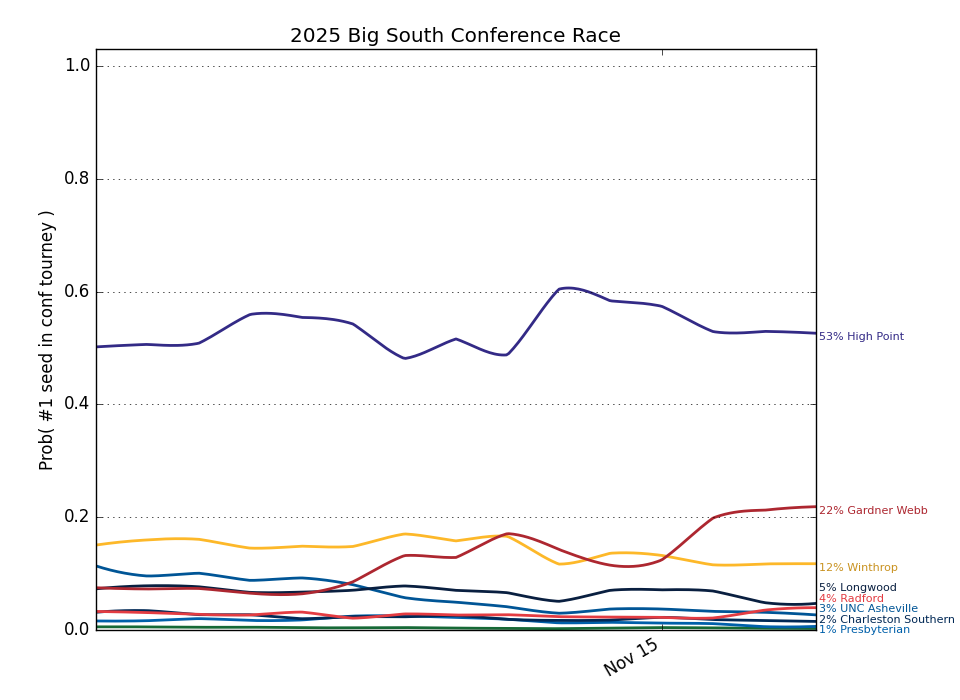 2025 Big South Conference Race
Prob( #1 seed in conf tourney )
1.0
0.8
0.6
0.4
0.2
0.0
Nov 15
53% High Point
22% Gardner Webb
12% Winthrop
5% Longwood
4% Radford
3% UNC Asheville
2% Charleston Southern
1% Presbyterian